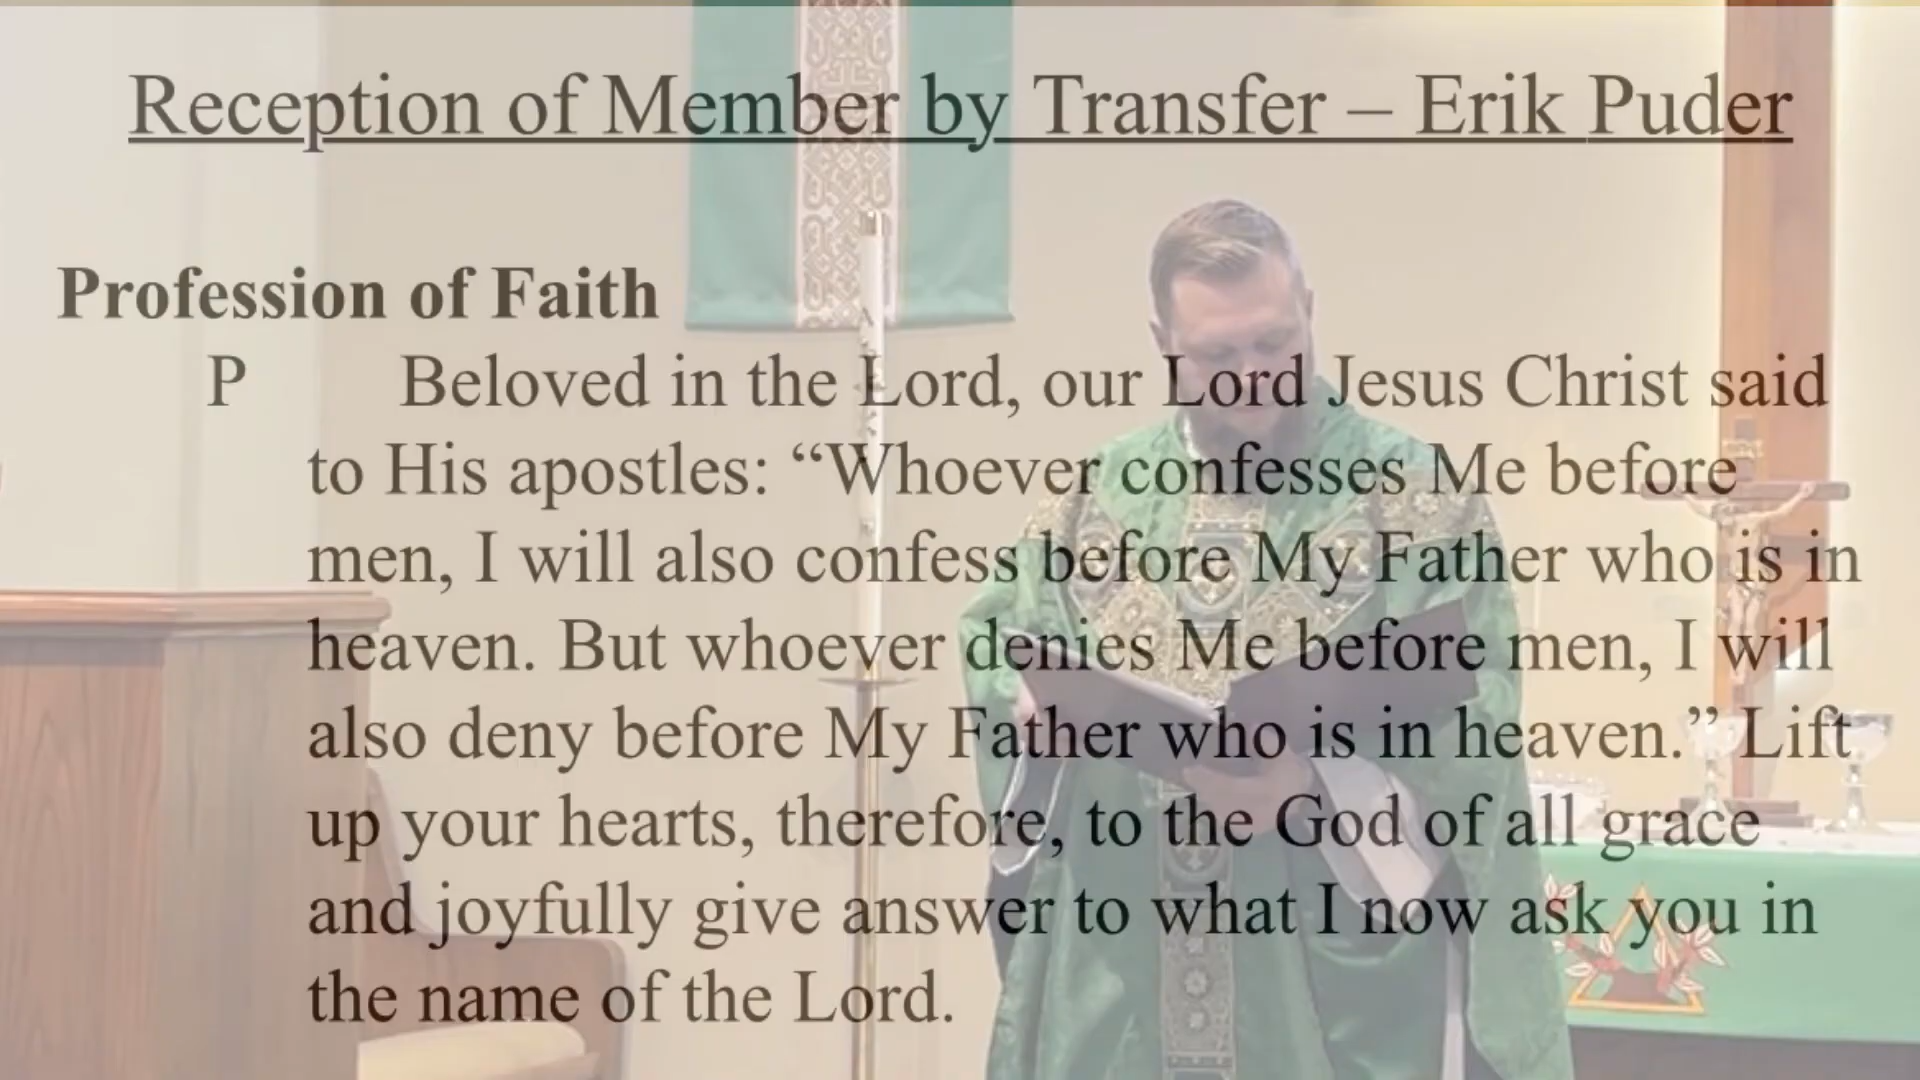 Reception of Member by Transfer – Erik Puder
Profession of Faith
P Beloved in the Lord, our Lord Jesus Christ said
to His apostles: “Whoever confesses Me before
men, I will also confess before My Father who is in
heaven. But whoever denies Me before men, I will
also deny before My Father who is in heaven.” Lift
up your hearts, therefore, to the God of all grace
and joyfully give answer to what I now ask you in
the name of the Lord.